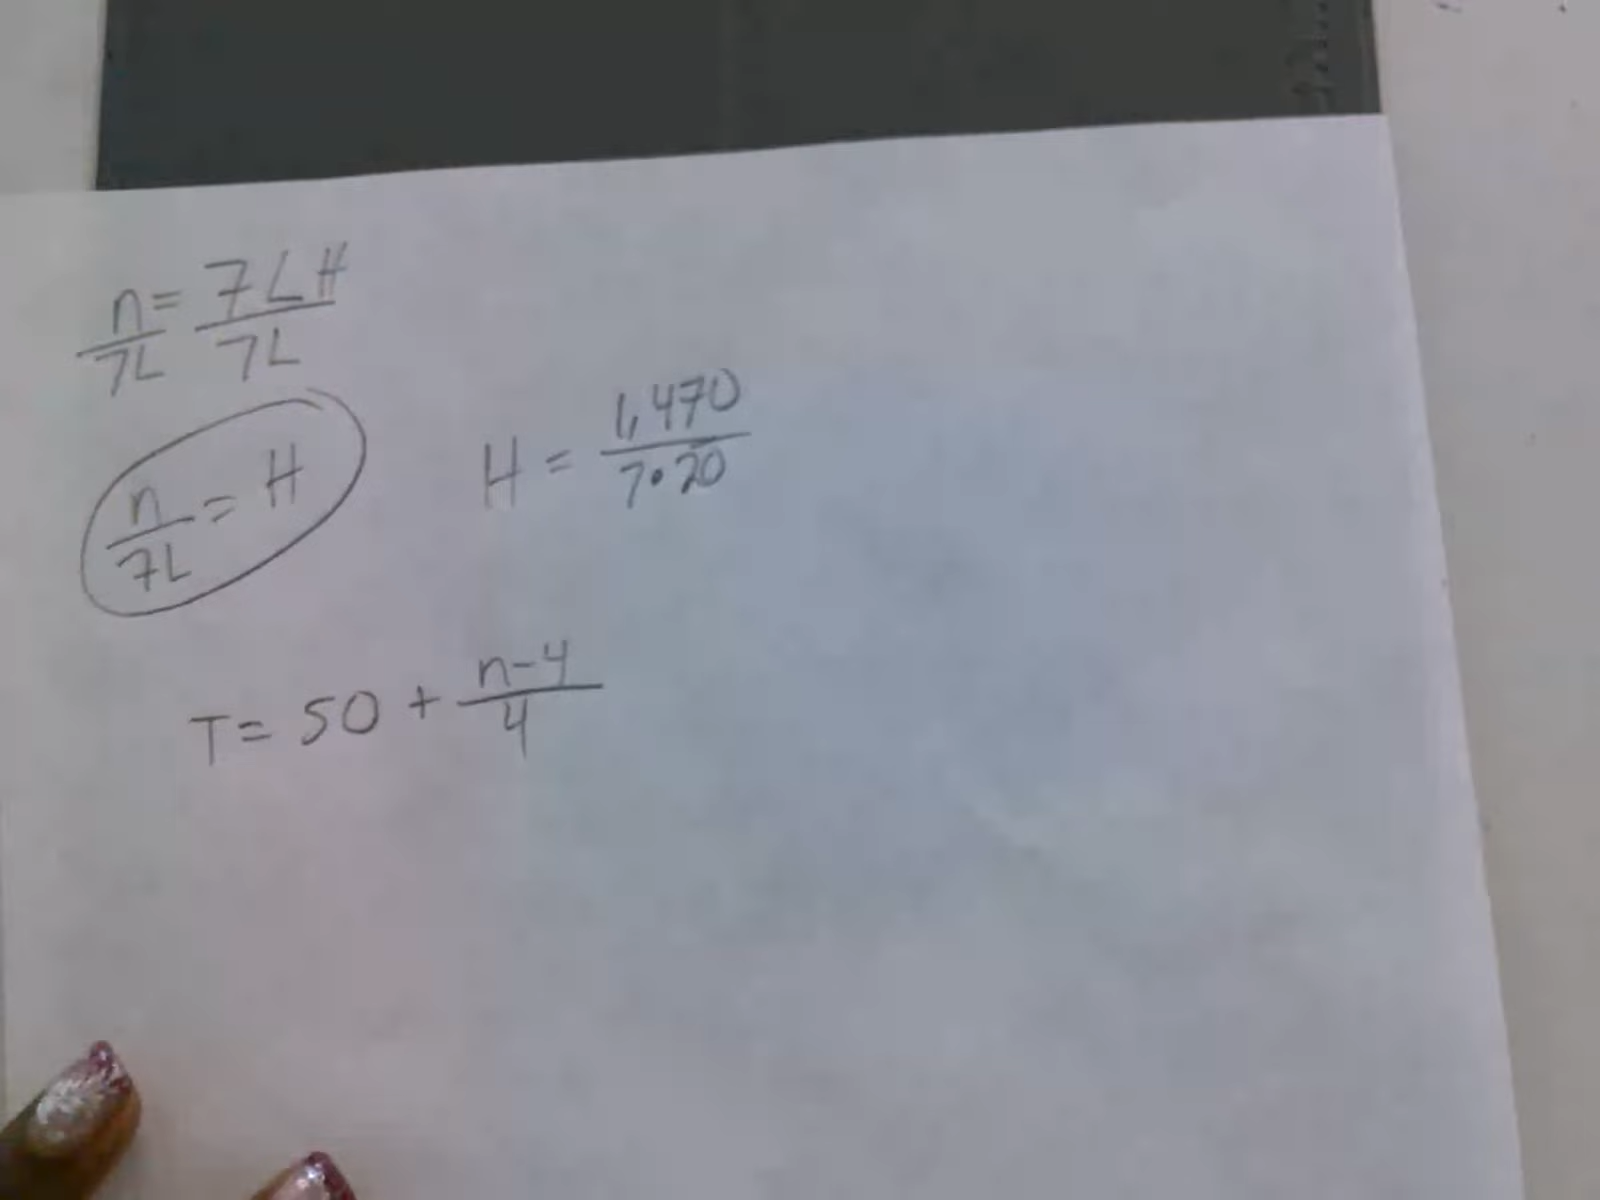 n = 7LH
7L 7L
n/7L = H
H = 1,470/7•20
T = 50 + n-4/4